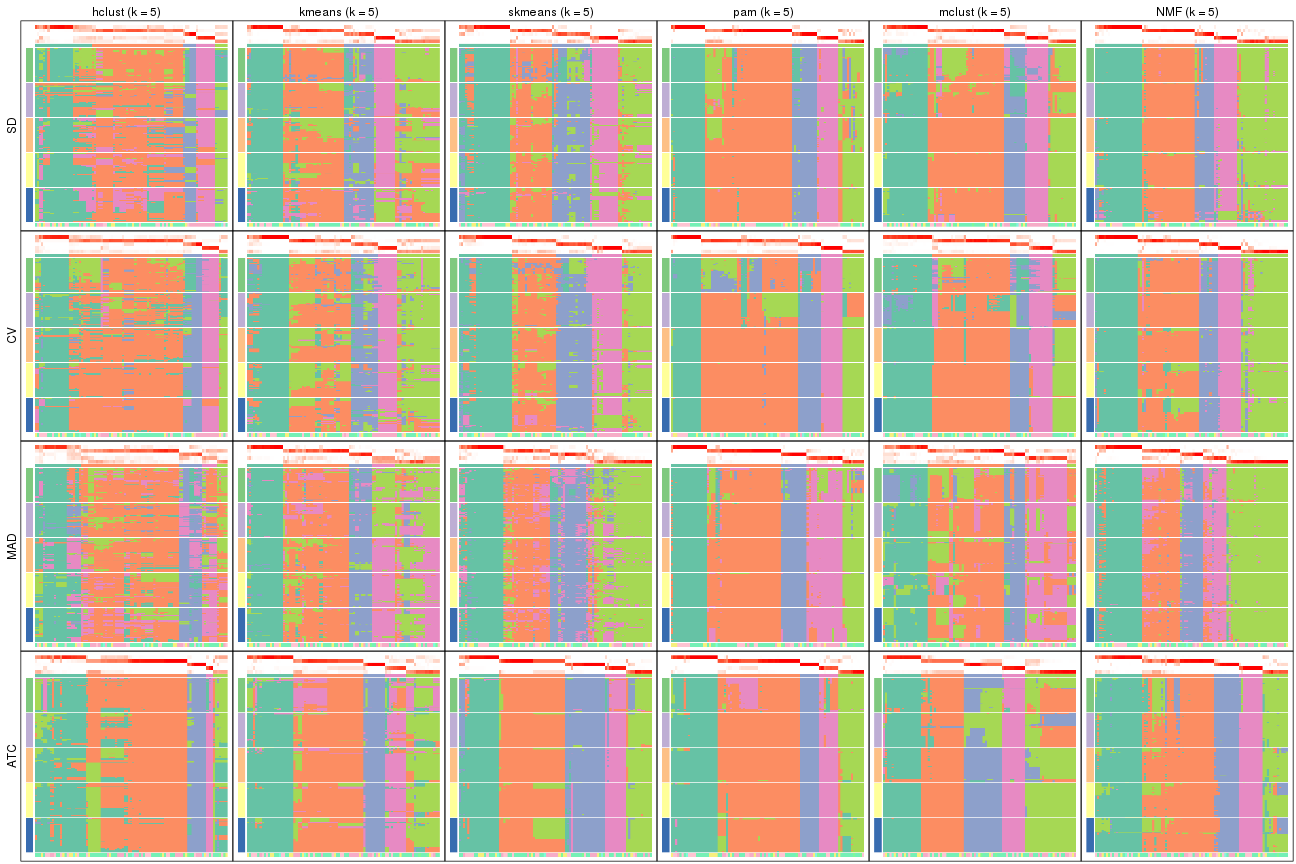 hclust (k = 5) kmeans (k = 5) skmeans (k = 5) pam (k = 5) mclust (k = 5) NMF (k = 5)
SD
CV
MAD
ATC